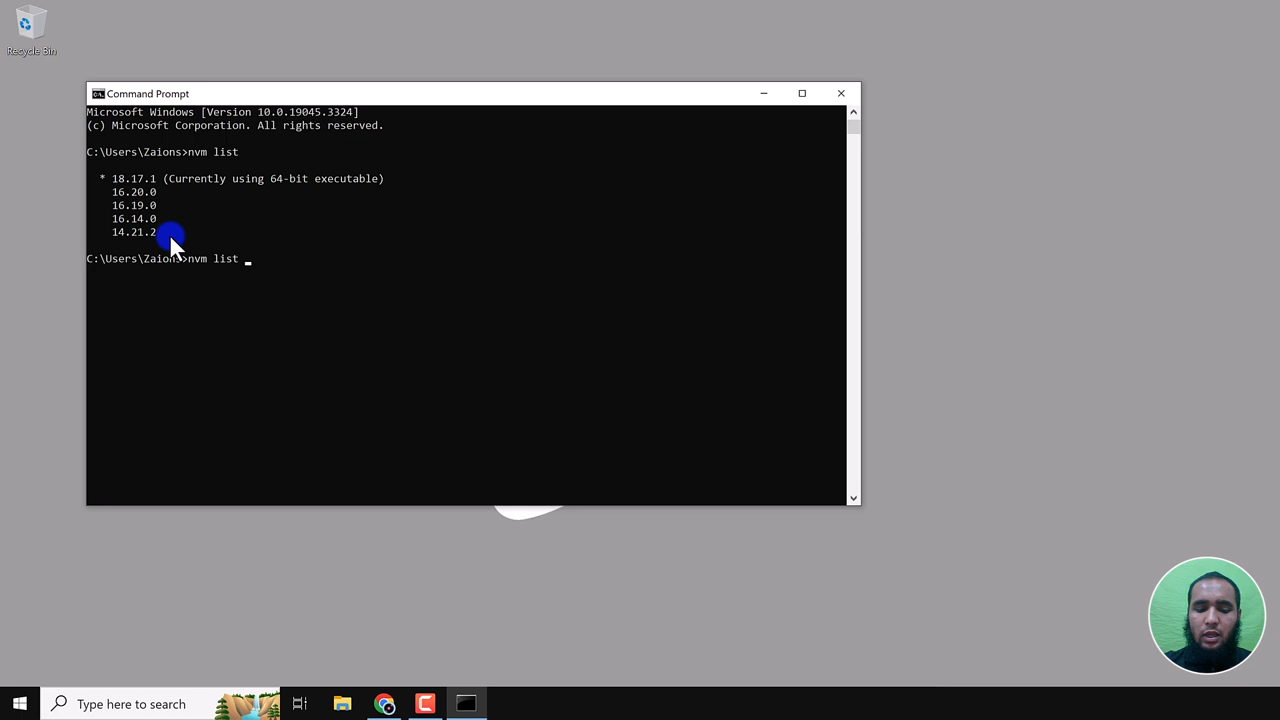 Recycle Bin
Command Prompt
Microsoft Windows [Version 10.0.19045.3324]
(c) Microsoft Corporation. All rights reserved.
C:\Users\Zaions>nvm list
* 18.17.1 (Currently using 64-bit executable)
16.20.0
16.19.0
16.14.0
14.21.2
C:\Users\Zaions>nvm list _
Type here to search